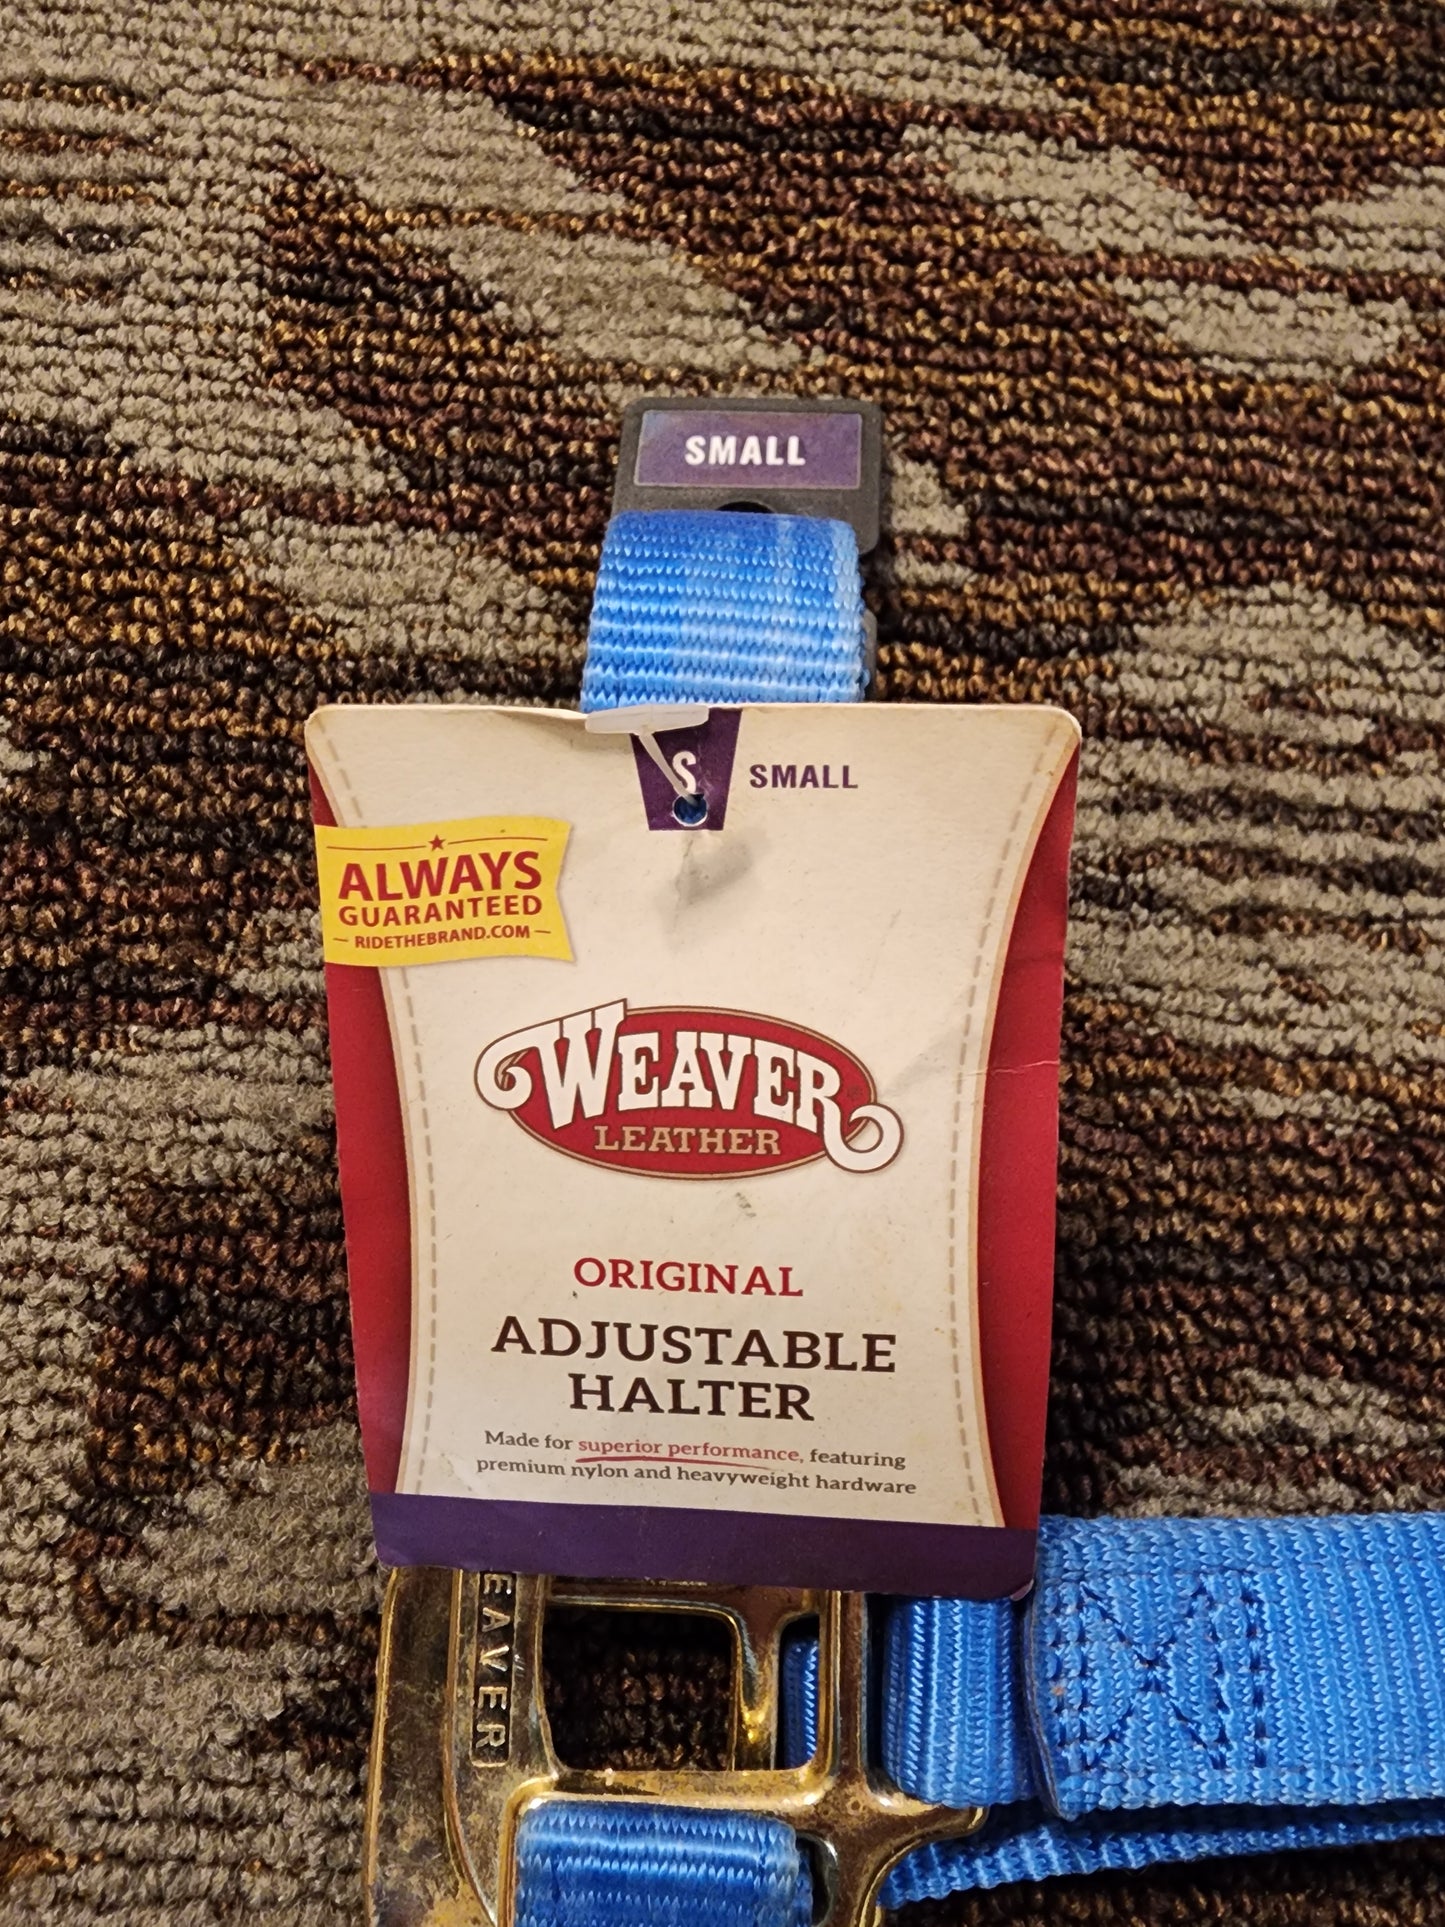 SMALL
S SMALL
ALWAYS
GUARANTEED
RIDETHEBRAND.COM
WEAVER
LEATHER
ORIGINAL
ADJUSTABLE
HALTER
Made for superior performance, featuring
premium nylon and heavyweight hardware
EAVER